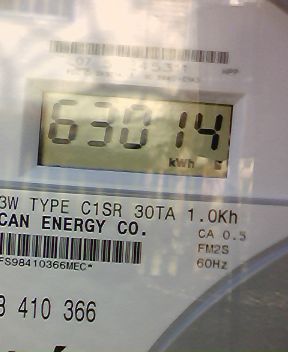 63014
kWh
3W TYPE C1SR 30TA 1.0Kh
CAN ENERGY CO.
CA 0.5
FM2S
60Hz
FS98410366MEC*
410 366